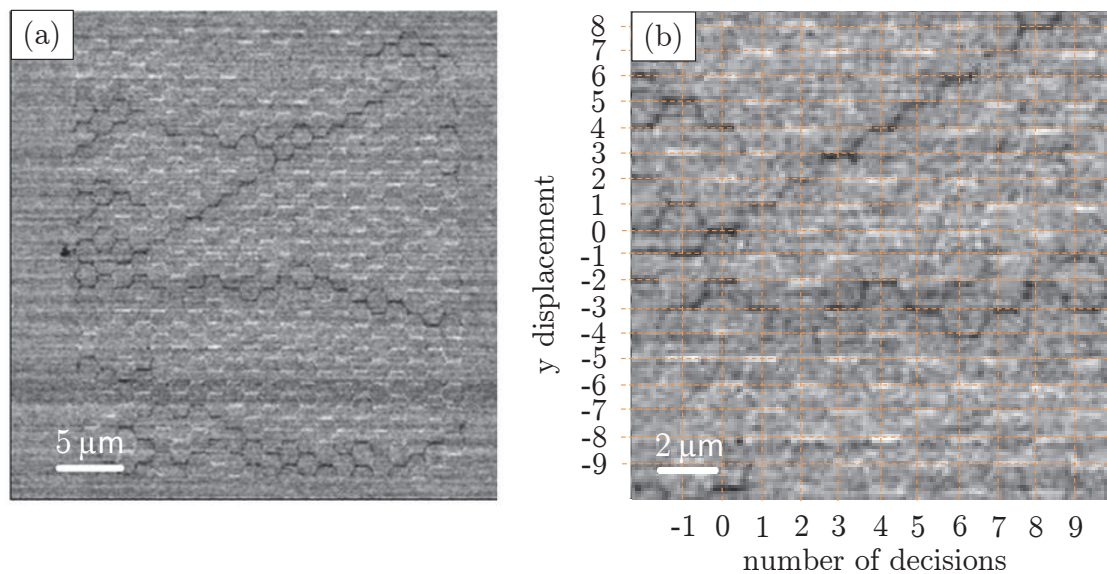 (a)
5 μm
(b)
y displacement
8
7
6
5
4
3
2
1
0
-1
-2
-3
-4
-5
-6
-7
-8
-9
2 μm
-1 0 1 2 3 4 5 6 7 8 9
number of decisions